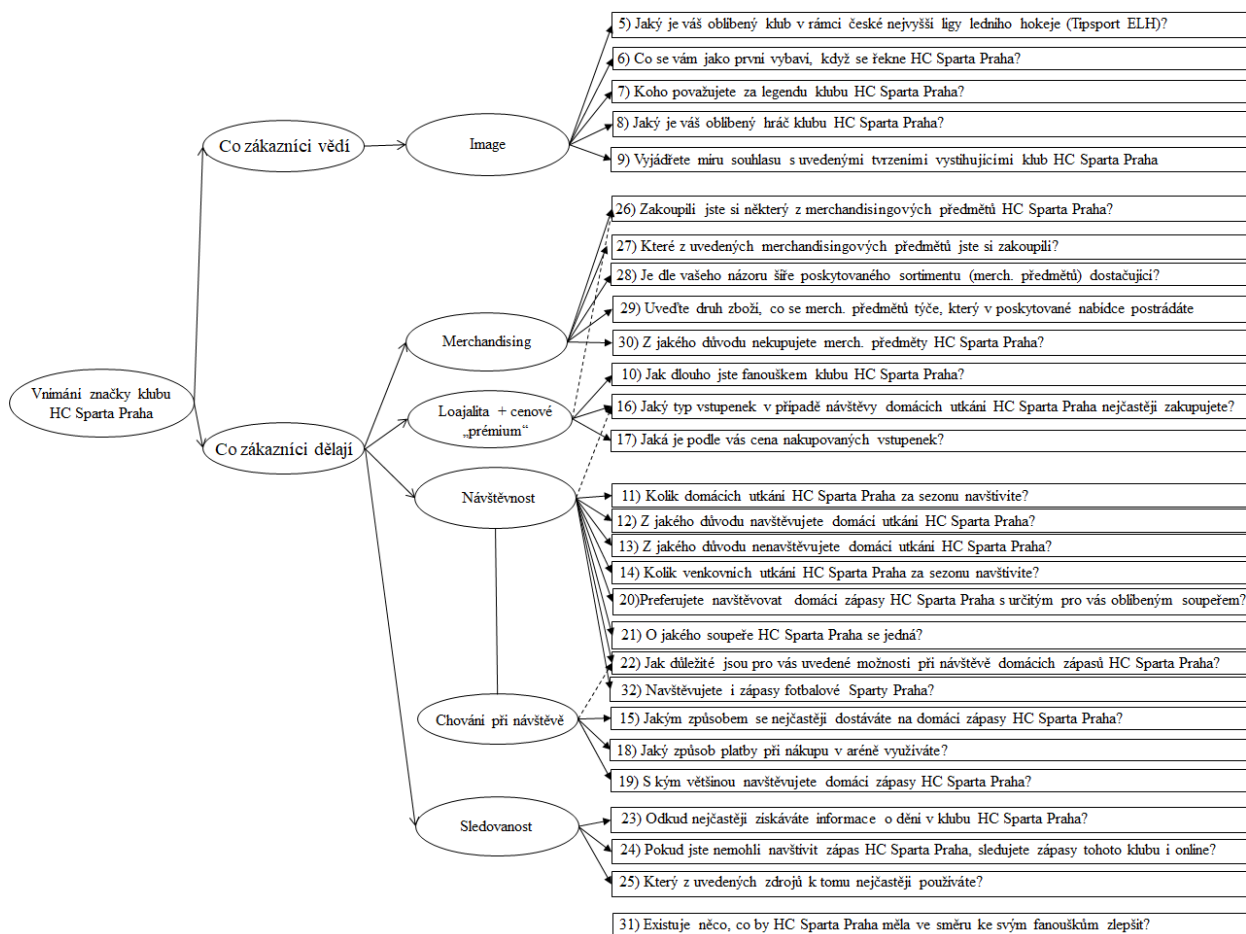 5) Jaký je váš oblíbený klub v rámci české nejvyšší ligy ledního hokeje (Tipsport ELH)?
6) Co se vám jako první vybaví, když se řekne HC Sparta Praha?
7) Koho považujete za legendu klubu HC Sparta Praha?
8) Jaký je váš oblíbený hráč klubu HC Sparta Praha?
9) Vyjádřete míru souhlasu s uvedenými tvrzeními vystihujícími klub HC Sparta Praha
Co zákazníci vědí
Image
26) Zakoupili jste si některý z merchandisingových předmětů HC Sparta Praha?
27) Které z uvedených merchandisingových předmětů jste si zakoupili?
28) Je dle vašeho názoru šíře poskytovaného sortimentu (merch. předmětů) dostačující?
29) Uveďte druh zboží, co se merch. předmětů týče, který v poskytované nabídce postrádáte
30) Z jakého důvodu nekupujete merch. předměty HC Sparta Praha?
Merchandising
Vnímání značky klubu
HC Sparta Praha
Co zákazníci dělají
Loajalita + cenové
„prémium“
10) Jak dlouho jste fanouškem klubu HC Sparta Praha?
16) Jaký typ vstupenek v případě návštěvy domácích utkání HC Sparta Praha nejčastěji zakupujete?
17) Jaká je podle vás cena nakupovaných vstupenek?
Návštěvnost
11) Kolik domácích utkání HC Sparta Praha za sezonu navštívíte?
12) Z jakého důvodu navštěvujete domácí utkání HC Sparta Praha?
13) Z jakého důvodu nenavštěvujete domácí utkání HC Sparta Praha?
14) Kolik venkovních utkání HC Sparta Praha za sezonu navštívíte?
20)Preferujete navštěvovat domácí zápasy HC Sparta Praha s určitým pro vás oblíbeným soupeřem?
21) O jakého soupeře HC Sparta Praha se jedná?
22) Jak důležité jsou pro vás uvedené možnosti při návštěvě domácích zápasů HC Sparta Praha?
32) Navštěvujete i zápasy fotbalové Sparty Praha?
Chování při návštěvě
15) Jakým způsobem se nejčastěji dostáváte na domácí zápasy HC Sparta Praha?
18) Jaký způsob platby při nákupu v aréně využíváte?
19) S kým většinou navštěvujete domácí zápasy HC Sparta Praha?
Sledovanost
23) Odkud nejčastěji získáváte informace o dění v klubu HC Sparta Praha?
24) Pokud jste nemohli navštívit zápas HC Sparta Praha, sledujete zápasy tohoto klubu i online?
25) Který z uvedených zdrojů k tomu nejčastěji používáte?
31) Existuje něco, co by HC Sparta Praha měla ve směru ke svým fanouškům zlepšit?